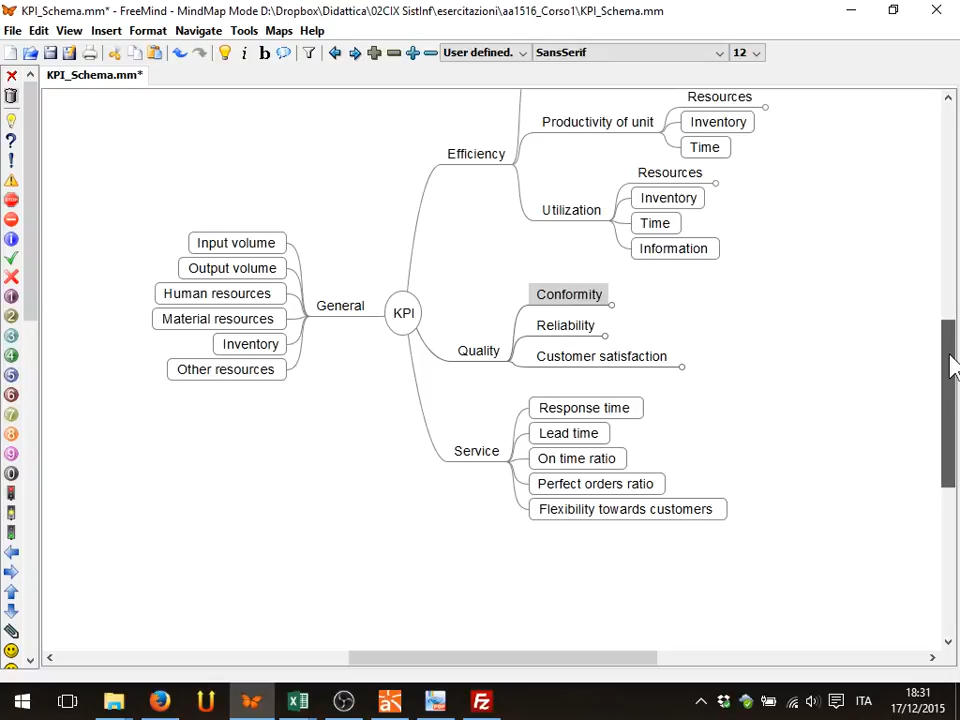 KPI_Schema.mm* - FreeMind - MindMap Mode D:\Dropbox\Didattica\02CIX SistInf\esercitazioni\aa1516_Corso1\KPI_Schema.mm
File Edit View Insert Format Navigate Tools Maps Help
User defined. SansSerif 12
KPI_Schema.mm*
Resources
Productivity of unit
Inventory
Time
Efficiency
Resources
Utilization
Inventory
Time
Information
Input volume
Output volume
Human resources
Material resources
Inventory
Other resources
General
KPI
Conformity
Reliability
Quality
Customer satisfaction
Response time
Lead time
Service
On time ratio
Perfect orders ratio
Flexibility towards customers
ITA
18:31
17/12/2015